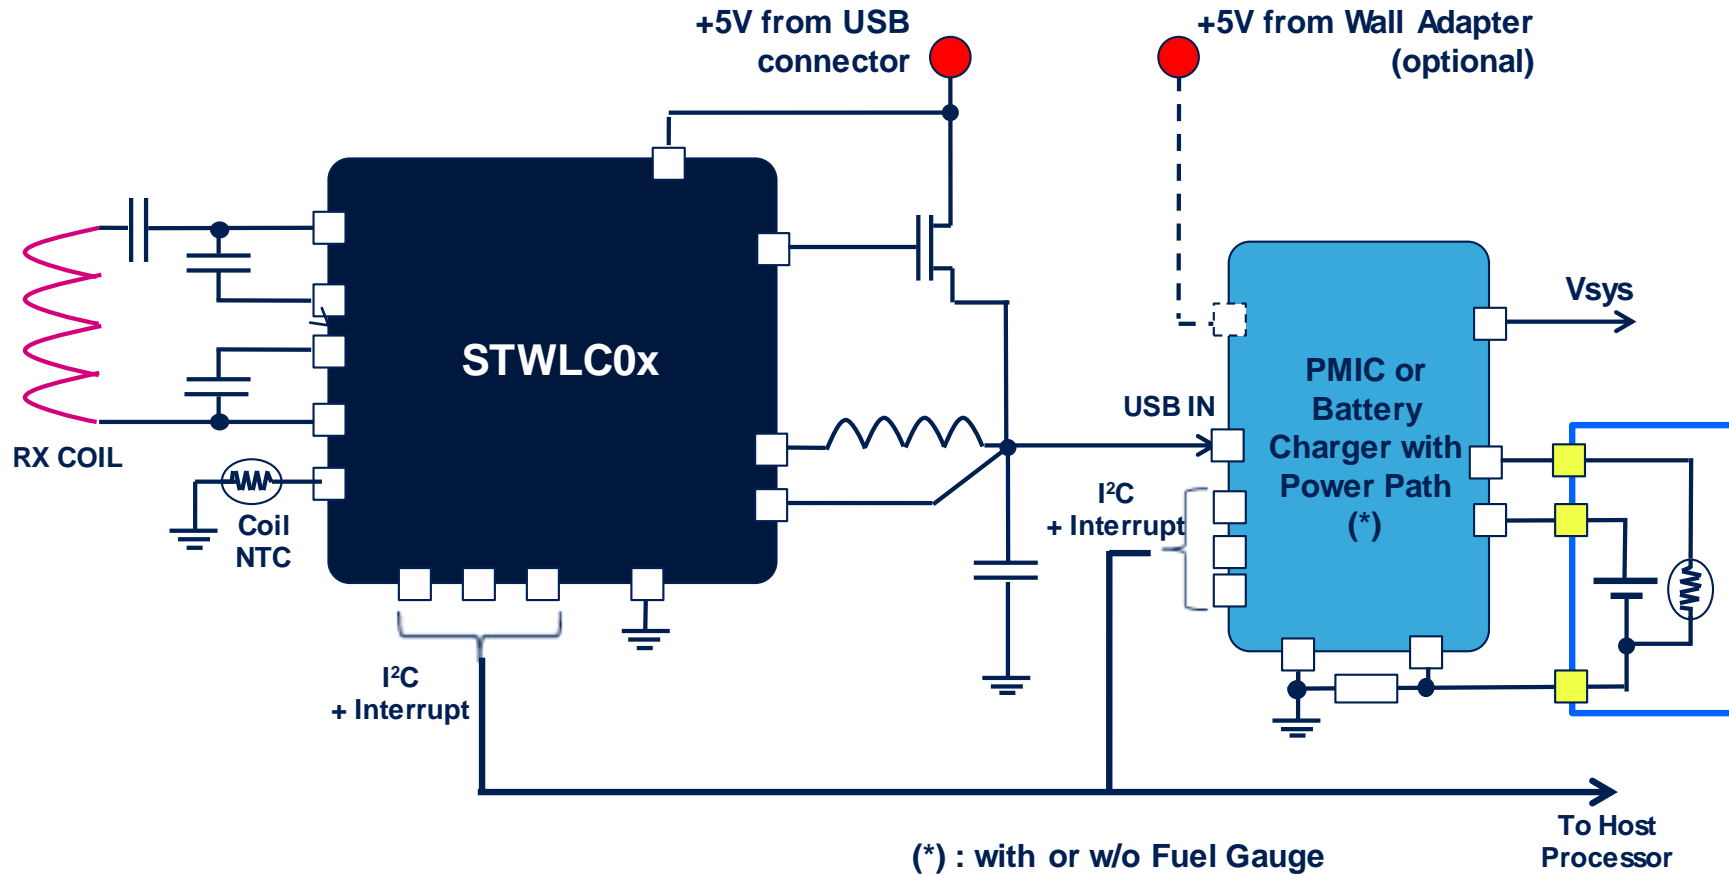 +5V from USB
connector
+5V from Wall Adapter
(optional)
Vsys
STWLC0x
PMIC or
Battery
Charger with
Power Path
(*)
USB IN
RX COIL
I²C
+ Interrupt
Coil
NTC
I²C
+ Interrupt
To Host
Processor
(*) : with or w/o Fuel Gauge